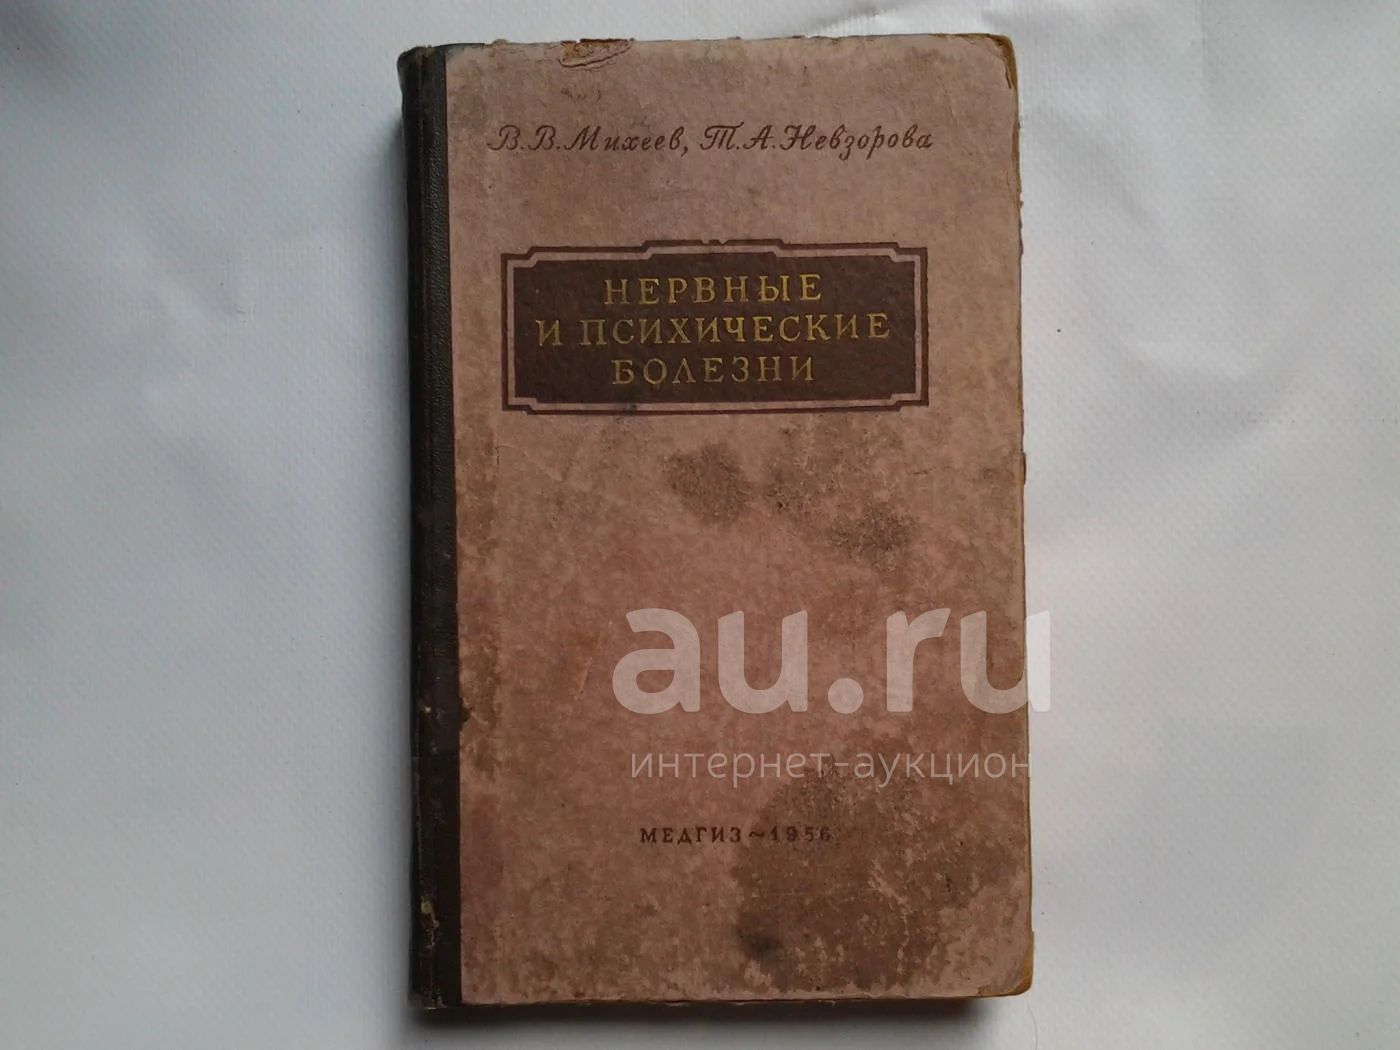 В. В. Михеев, Т. А. Невзорова
НЕРВНЫЕ
И ПСИХИЧЕСКИЕ
БОЛЕЗНИ
au.ru
интернет-аукцион
МЕДГИЗ ~ 1956